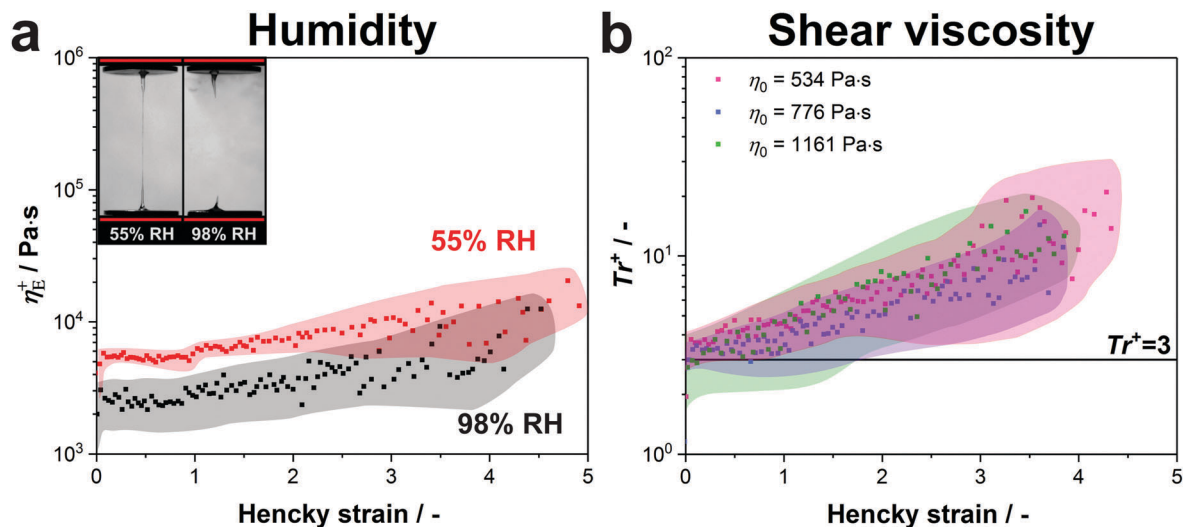 a
Humidity
10⁶
10⁵
10⁴
10³
η_E⁺ / Pa·s
55% RH
98% RH
55% RH
98% RH
0
1
2
3
4
5
Hencky strain / -
b
Shear viscosity
10²
10¹
10⁰
Tr⁺ / -
η₀ = 534 Pa·s
η₀ = 776 Pa·s
η₀ = 1161 Pa·s
Tr⁺=3
0
1
2
3
4
5
Hencky strain / -